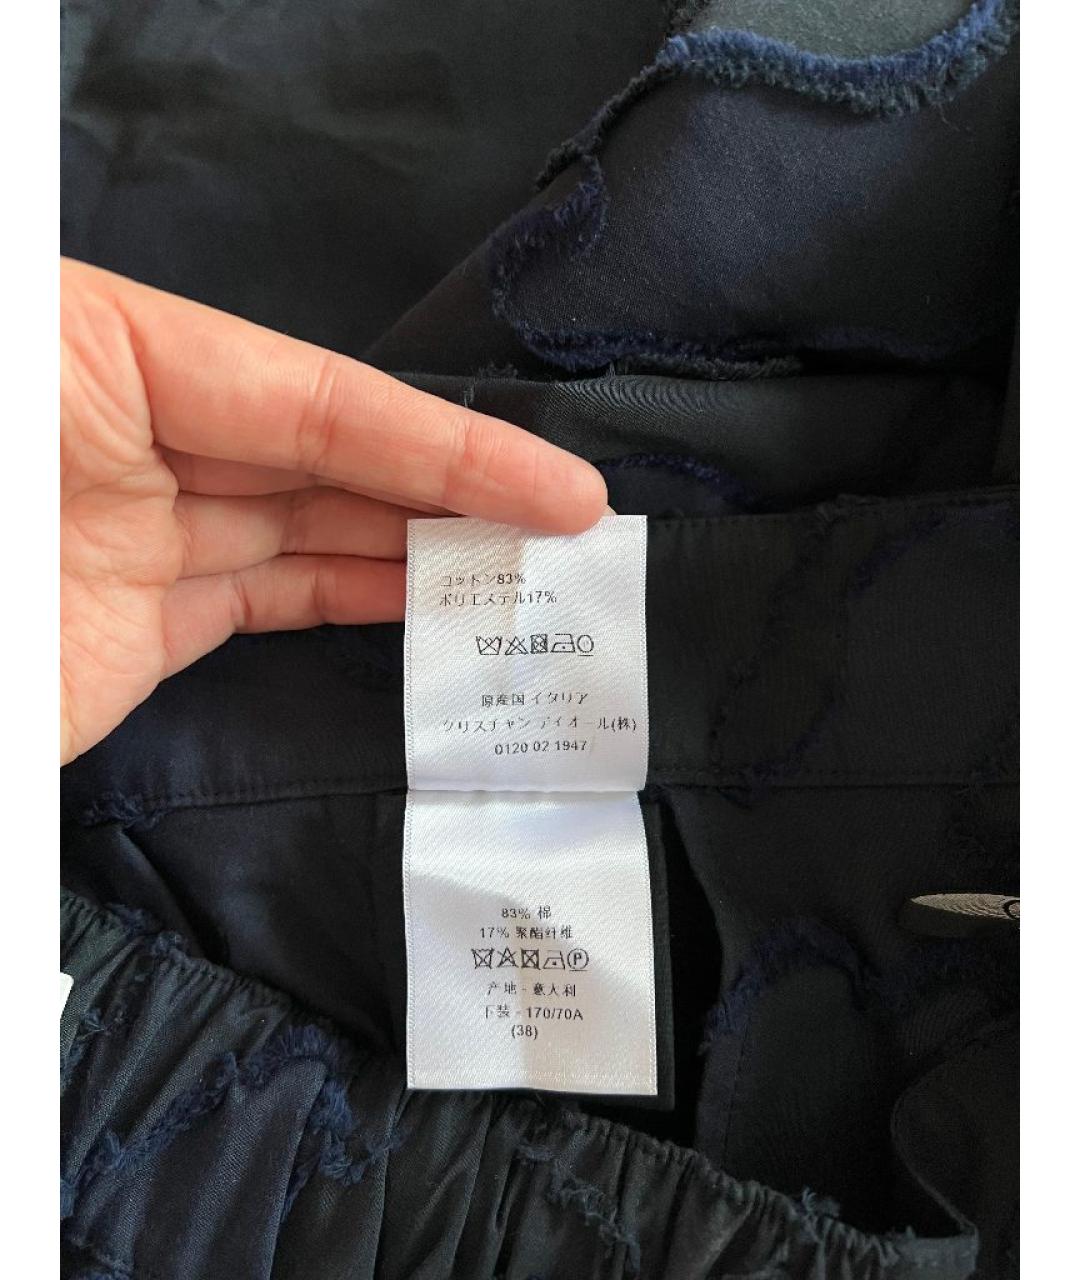 コットン83%
ポリエステル17%
原産国 イタリア
クリスチャン ディオール(株)
0120 02 1947
83% 棉
17% 聚酯纤维
P
产地 - 意大利
下装 - 170/70A
(38)